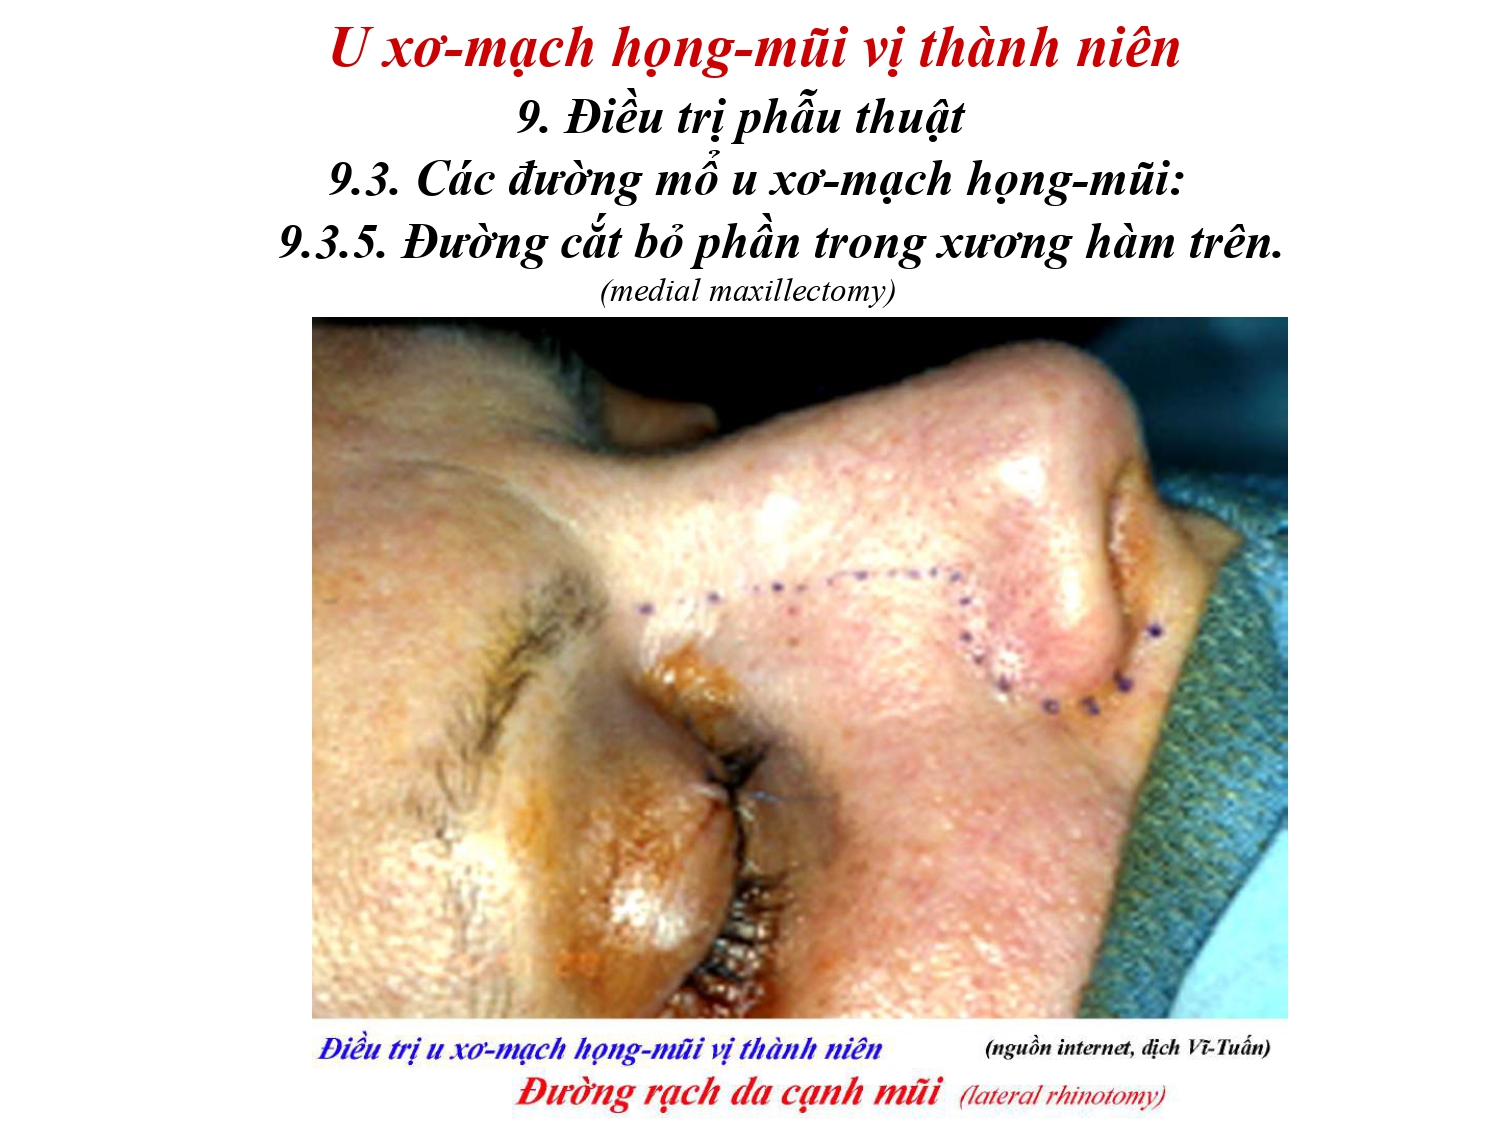 U xơ-mạch họng-mũi vị thành niên
9. Điều trị phẫu thuật
9.3. Các đường mổ u xơ-mạch họng-mũi:
9.3.5. Đường cắt bỏ phần trong xương hàm trên.
(medial maxillectomy)
Điều trị u xơ-mạch họng-mũi vị thành niên (nguồn internet, dịch Vĩ-Tuấn)
Đường rạch da cạnh mũi (lateral rhinotomy)